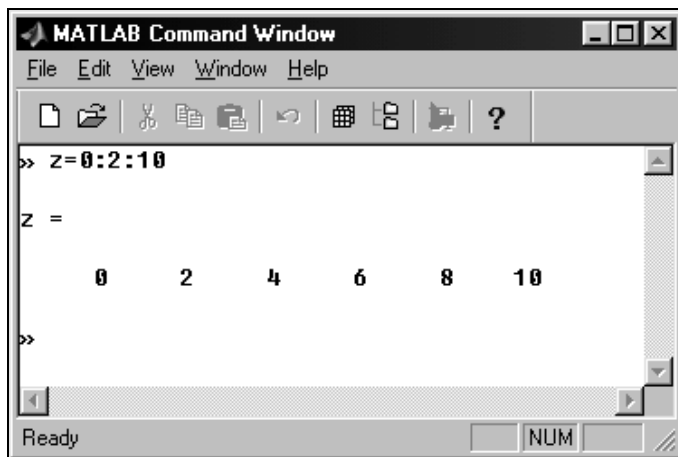 MATLAB Command Window
File Edit View Window Help
?
» z=0:2:10
z =
0 2 4 6 8 10
»
Ready NUM